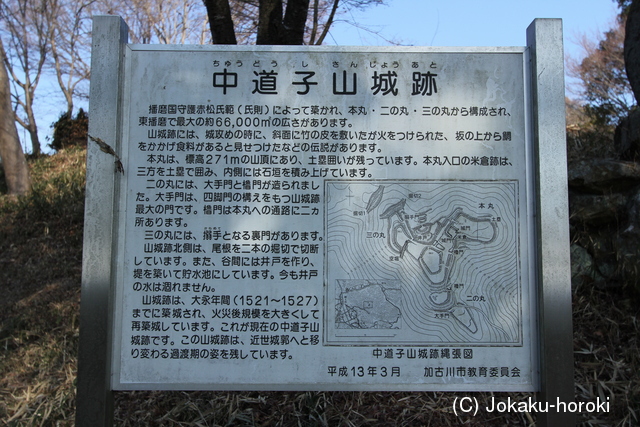 ちゅうどうしさんじょうあと
中道子山城跡
播磨国守護赤松氏範（氏則）によって築かれ、本丸・二の丸・三の丸から構成され、
東播磨で最大の約66,000㎡の広さがあります。
山城跡には、城攻めの時に、斜面に竹の皮を敷いたが火をつけられた、坂の上から鯛
をかかげ食料があると見せつけたなどの伝説があります。
本丸は、標高271mの山頂にあり、土塁囲いが残っています。本丸入口の米倉跡は、
三方を土塁で囲み、内側には石垣を積み上げています。
二の丸には、大手門と櫓門が造られまし
た。大手門は、四脚門の構えをもつ山城跡
最大の門です。櫓門は本丸への通路に二ヵ
所あります。
三の丸には、搦手となる裏門があります。
山城跡北側は、尾根を二本の堀切で切断
しています。また、谷間には井戸を作り、
堤を築いて貯水池にしています。今も井戸
の水は涸れません。
山城跡は、大永年間（1521～1527）
までに築城され、火災後規模を大きくして
再築城しています。これが現在の中道子山
城跡です。この山城跡は、近世城郭へと移
り変わる過渡期の姿を残しています。
堀切1
堀切2
本丸
土塁
三の丸
櫓門
二の丸
大手門
中道子山城跡縄張図
平成13年3月 加古川市教育委員会
(C) Jokaku-horoki